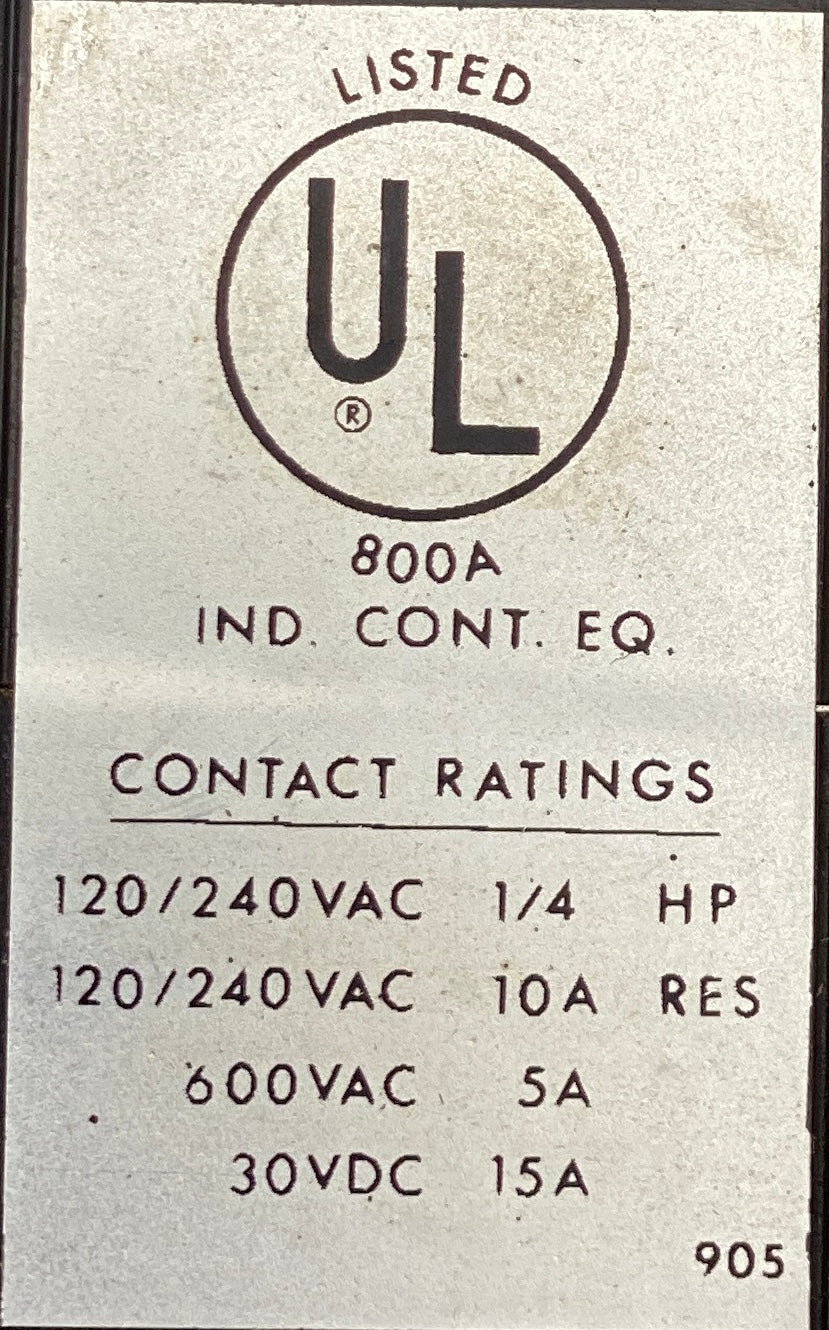 LISTED
UL
®
800A
IND. CONT. EQ.
CONTACT RATINGS
120/240VAC 1/4 HP
120/240VAC 10A RES
600VAC 5A
30VDC 15A
905